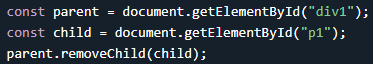 const parent = document.getElementById("div1");
const child = document.getElementById("p1");
parent.removeChild(child);